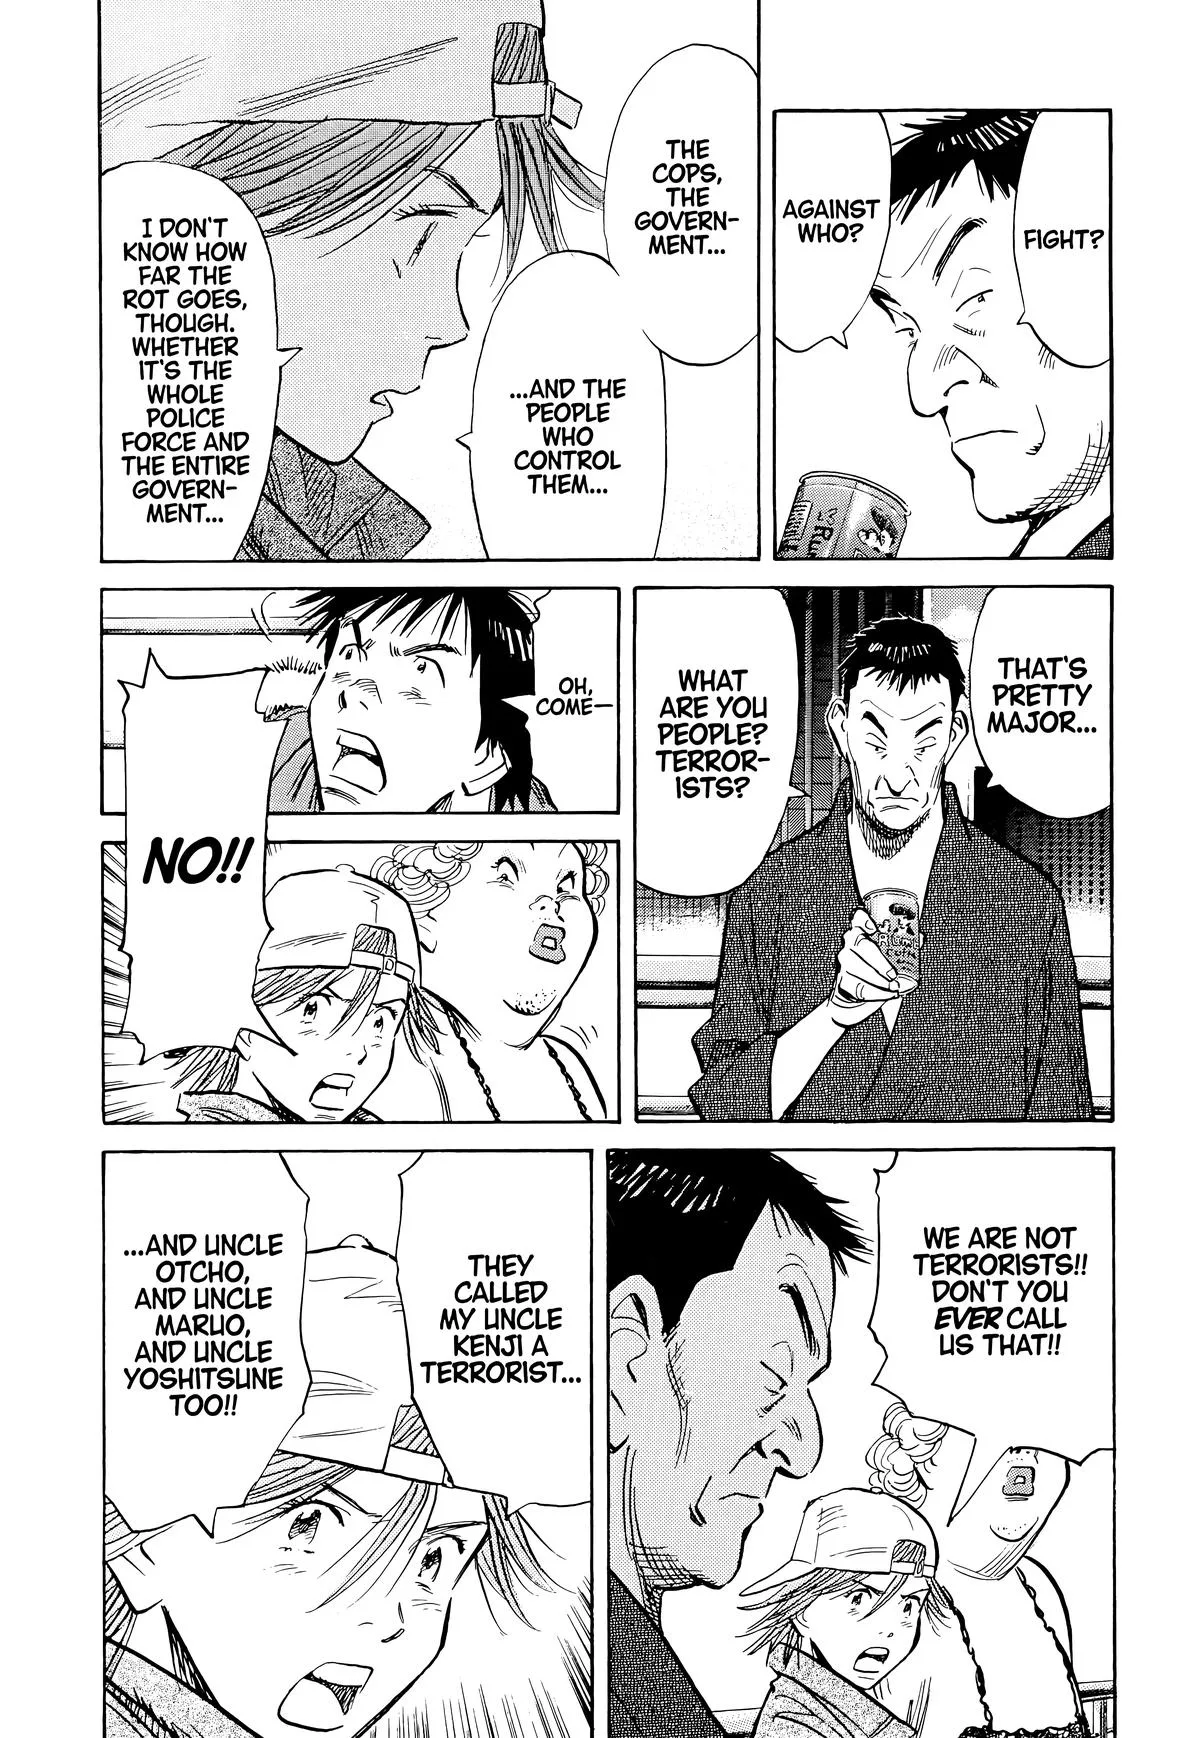 FIGHT?
AGAINST
WHO?
THE
COPS,
THE
GOVERN-
MENT...
...AND THE
PEOPLE
WHO
CONTROL
THEM...
I DON'T
KNOW HOW
FAR THE
ROT GOES,
THOUGH.
WHETHER
IT'S THE
WHOLE
POLICE
FORCE AND
THE ENTIRE
GOVERN-
MENT...
THAT'S
PRETTY
MAJOR...
WHAT
ARE YOU
PEOPLE?
TERROR-
ISTS?
OH,
COME—
NO!!
WE ARE NOT
TERRORISTS!!
DON'T YOU
EVER CALL
US THAT!!
THEY
CALLED
MY UNCLE
KENJI A
TERRORIST...
...AND UNCLE
OTCHO,
AND UNCLE
MARUO,
AND UNCLE
YOSHITSUNE
TOO!!